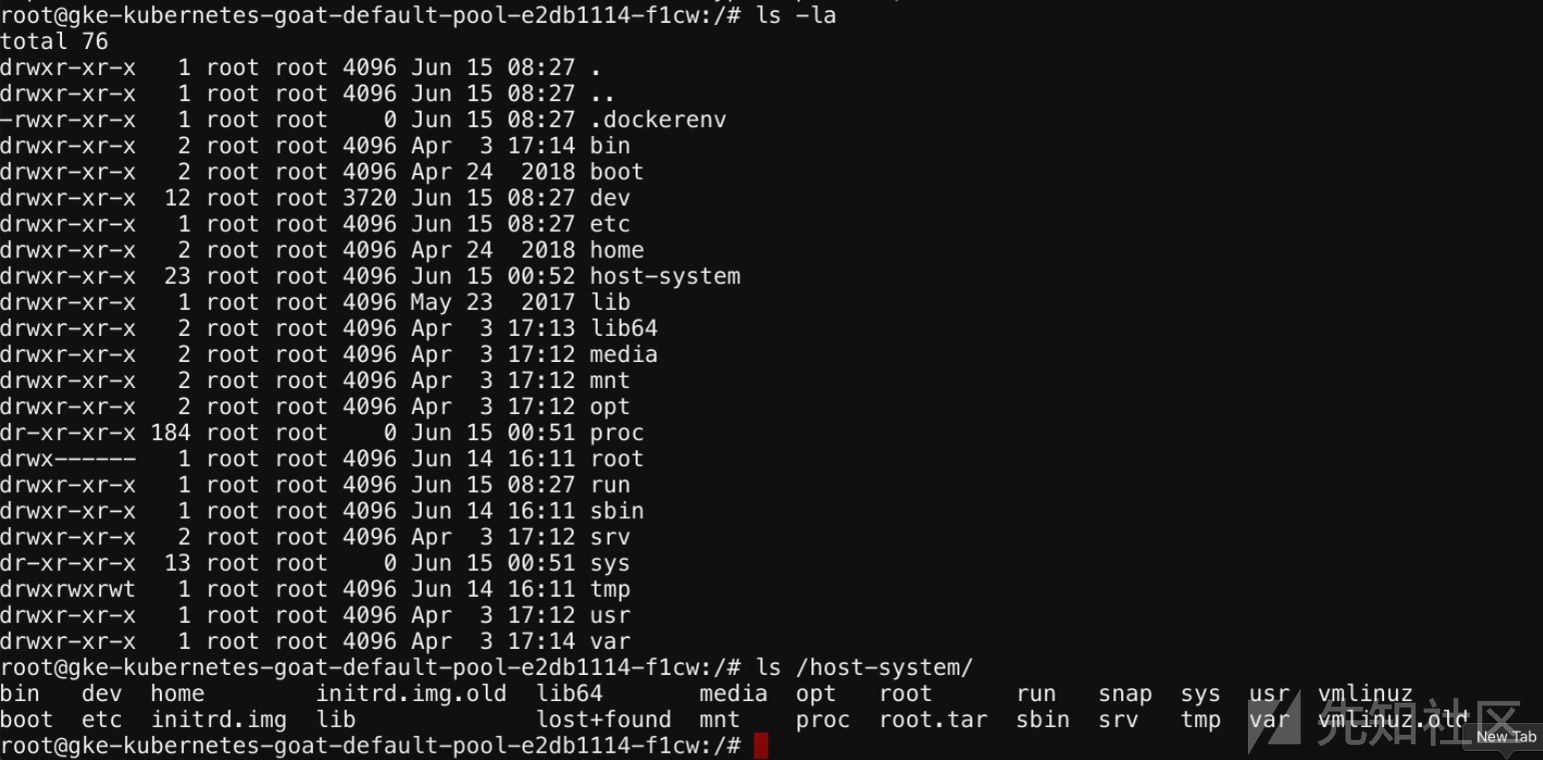 root@gke-kubernetes-goat-default-pool-e2db1114-f1cw:/# ls -la
total 76
drwxr-xr-x   1 root root 4096 Jun 15 08:27 .
drwxr-xr-x   1 root root 4096 Jun 15 08:27 ..
-rwxr-xr-x   1 root root    0 Jun 15 08:27 .dockerenv
drwxr-xr-x   2 root root 4096 Apr  3 17:14 bin
drwxr-xr-x   2 root root 4096 Apr 24  2018 boot
drwxr-xr-x  12 root root 3720 Jun 15 08:27 dev
drwxr-xr-x   1 root root 4096 Jun 15 08:27 etc
drwxr-xr-x   2 root root 4096 Apr 24  2018 home
drwxr-xr-x  23 root root 4096 Jun 15 00:52 host-system
drwxr-xr-x   1 root root 4096 May 23  2017 lib
drwxr-xr-x   2 root root 4096 Apr  3 17:13 lib64
drwxr-xr-x   2 root root 4096 Apr  3 17:12 media
drwxr-xr-x   2 root root 4096 Apr  3 17:12 mnt
drwxr-xr-x   2 root root 4096 Apr  3 17:12 opt
dr-xr-xr-x 184 root root    0 Jun 15 00:51 proc
drwx------   1 root root 4096 Jun 14 16:11 root
drwxr-xr-x   1 root root 4096 Jun 15 08:27 run
drwxr-xr-x   1 root root 4096 Jun 14 16:11 sbin
drwxr-xr-x   2 root root 4096 Apr  3 17:12 srv
dr-xr-xr-x  13 root root    0 Jun 15 00:51 sys
drwxrwxrwt   1 root root 4096 Jun 14 16:11 tmp
drwxr-xr-x   1 root root 4096 Apr  3 17:12 usr
drwxr-xr-x   1 root root 4096 Apr  3 17:14 var
root@gke-kubernetes-goat-default-pool-e2db1114-f1cw:/# ls /host-system/
bin   dev  home        initrd.img.old  lib64       media  opt   root      run   snap  sys  usr  vmlinuz
boot  etc  initrd.img  lib             lost+found  mnt    proc  root.tar  sbin  srv   tmp  var  vmlinuz.old
root@gke-kubernetes-goat-default-pool-e2db1114-f1cw:/#
先知社区
New Tab